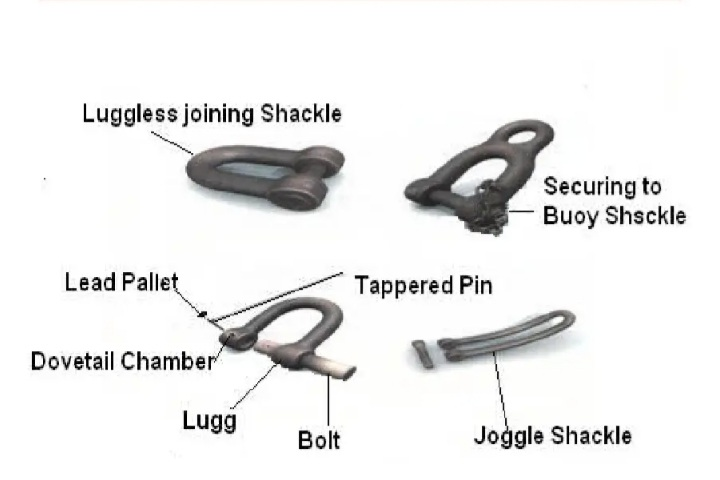 Luggless joining Shackle
Securing to
Buoy Shsckle
Lead Pallet
Tappered Pin
Dovetail Chamber
Lugg
Bolt
Joggle Shackle